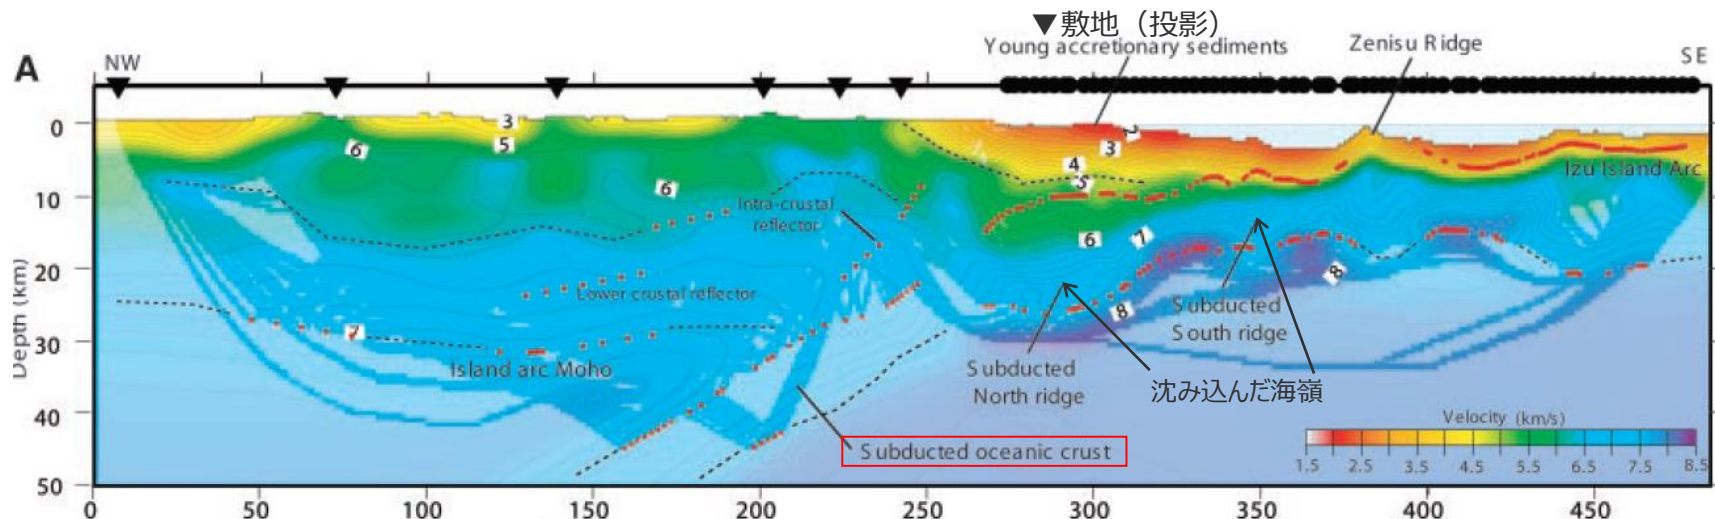 ▼敷地（投影）
Young accretionary sediments
Zenisu Ridge
A
NW
SE
0
10
20
30
40
50
Depth (km)
3
5
6
6
2
3
4
5
6
7
8
8
7
Izu Island Arc
Intra-crustal
reflector
Lower crustal reflector
Island arc Moho
Subducted
South ridge
Subducted
North ridge
沈み込んだ海嶺
Subducted oceanic crust
Velocity (km/s)
1.5 2.5 3.5 4.5 5.5 6.5 7.5 8.5
0 50 100 150 200 250 300 350 400 450